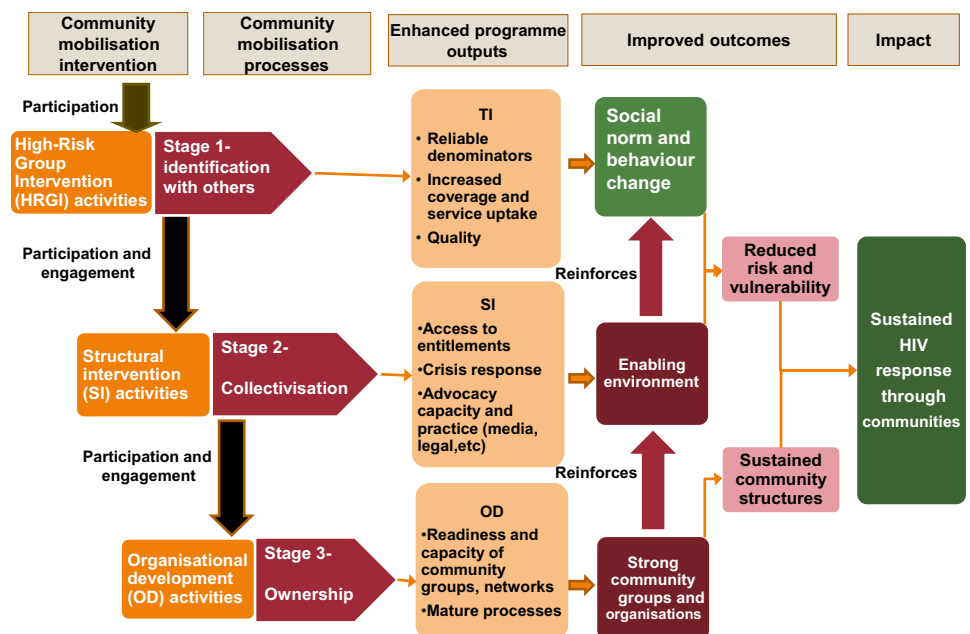 Community
mobilisation
intervention
Community
mobilisation
processes
Enhanced programme
outputs
Improved outcomes
Impact
Participation
High-Risk
Group
Intervention
(HRGI) activities
Stage 1-
identification
with others
TI
• Reliable
denominators
• Increased
coverage and
service uptake
• Quality
Social
norm and
behaviour
change
Participation and
engagement
Reinforces
Reduced
risk and
vulnerability
Structural
intervention
(SI) activities
Stage 2-
Collectivisation
SI
•Access to
entitlements
•Crisis response
•Advocacy
capacity and
practice (media,
legal,etc)
Enabling
environment
Sustained
HIV
response
through
communities
Participation and
engagement
Reinforces
Sustained
community
structures
Organisational
development
(OD) activities
Stage 3-
Ownership
OD
•Readiness and
capacity of
community
groups, networks
•Mature processes
Strong
community
groups and
organisations